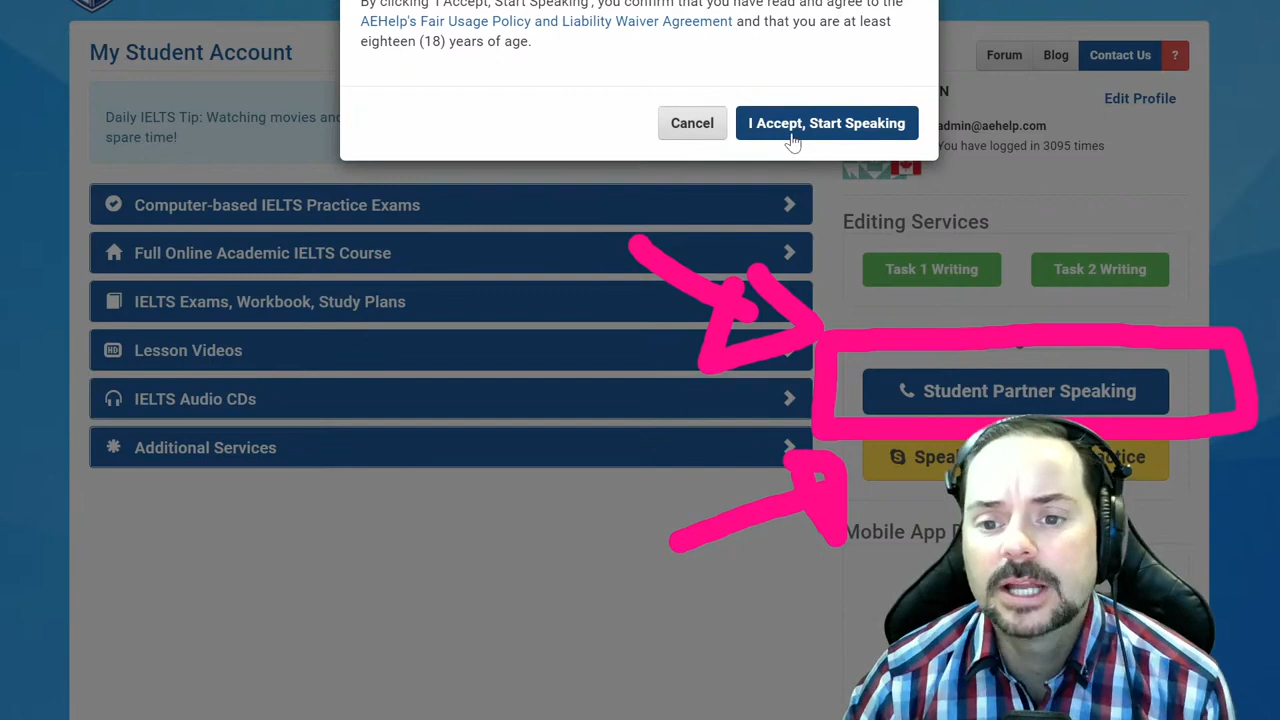 By clicking 'I Accept, Start Speaking', you confirm that you have read and agree to the
AEHelp's Fair Usage Policy and Liability Waiver Agreement and that you are at least
eighteen (18) years of age.
Cancel
I Accept, Start Speaking
My Student Account
Forum
Blog
Contact Us
?
N
Edit Profile
Daily IELTS Tip: Watching movies and
spare time!
admin@aehelp.com
You have logged in 3095 times
Computer-based IELTS Practice Exams
Full Online Academic IELTS Course
IELTS Exams, Workbook, Study Plans
Lesson Videos
IELTS Audio CDs
Additional Services
Editing Services
Task 1 Writing
Task 2 Writing
Student Partner Speaking
Mobile App